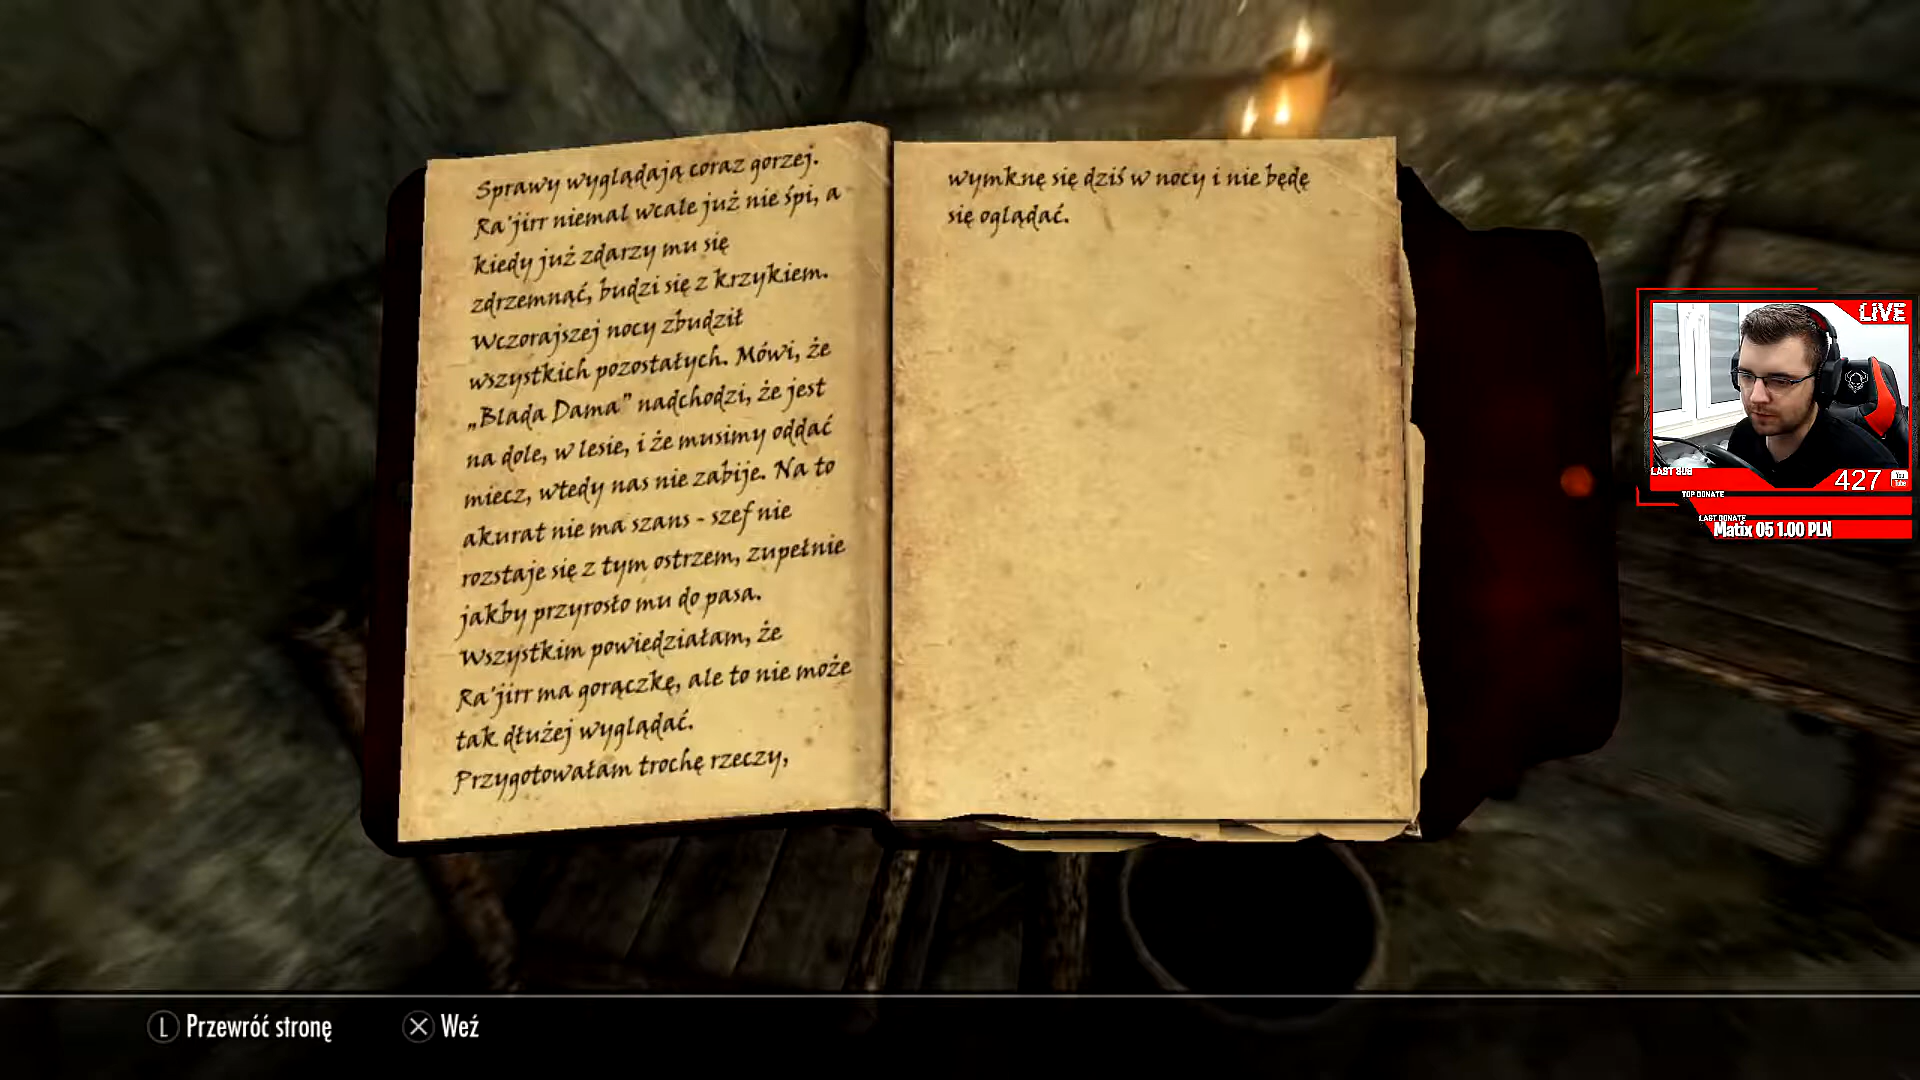 Sprawy wyglądają coraz gorzej.
Ra'jirr niemal wcale już nie śpi, a
kiedy już zdarzy mu się
zdrzemnąć, budzi się z krzykiem.
Wczorajszej nocy zbudził
wszystkich pozostałych. Mówi, że
„Blada Dama" nadchodzi, że jest
na dole, w lesie, i że musimy oddać
miecz, wtedy nas nie zabije. Na to
akurat nie ma szans - szef nie
rozstaje się z tym ostrzem, zupełnie
jakby przyrosło mu do pasa.
Wszystkim powiedziałam, że
Ra'jirr ma gorączkę, ale to nie może
tak dłużej wyglądać.
Przygotowałam trochę rzeczy,
wymknę się dziś w nocy i nie będę
się oglądać.
LIVE
LAST SUB
427
You Tube
TOP DONATE
LAST DONATE
Matix 05 1.00 PLN
L Przewróć stronę
X Weź